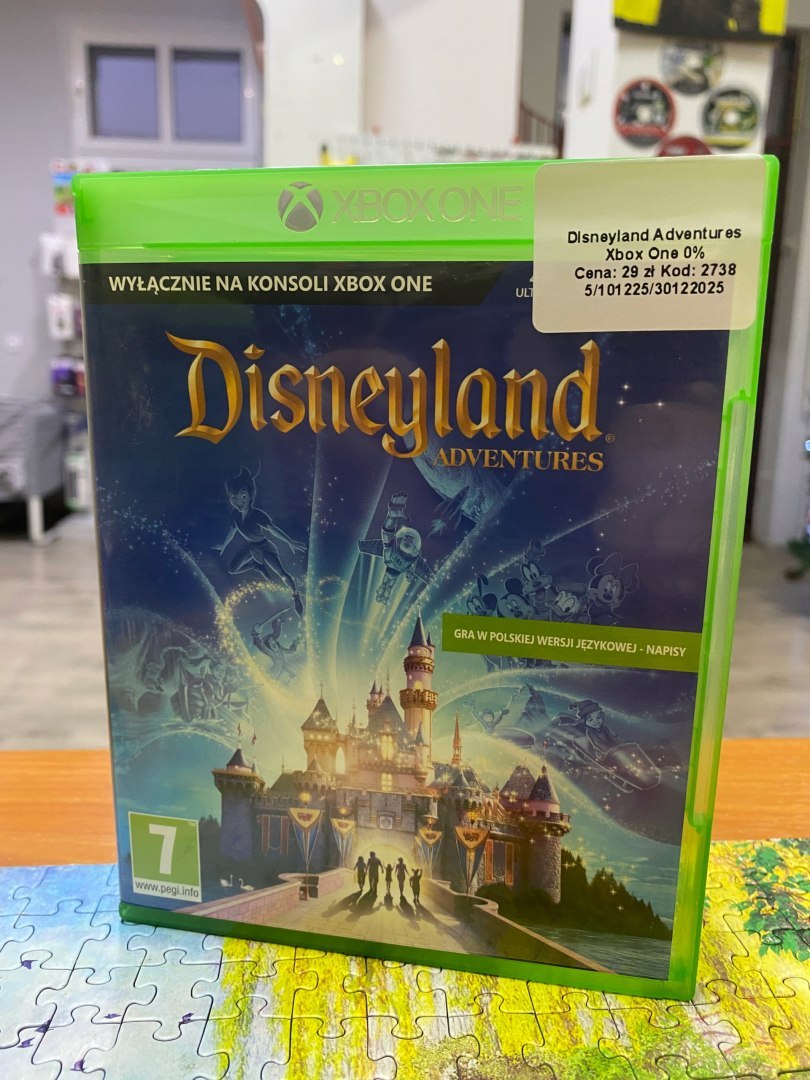 XBOX ONE
Disneyland Adventures
Xbox One 0%
Cena: 29 zł Kod: 2738
5/101225/30122025
WYŁĄCZNIE NA KONSOLI XBOX ONE
Disneyland®
ADVENTURES
GRA W POLSKIEJ WERSJI JĘZYKOWEJ - NAPISY
7™
www.pegi.info